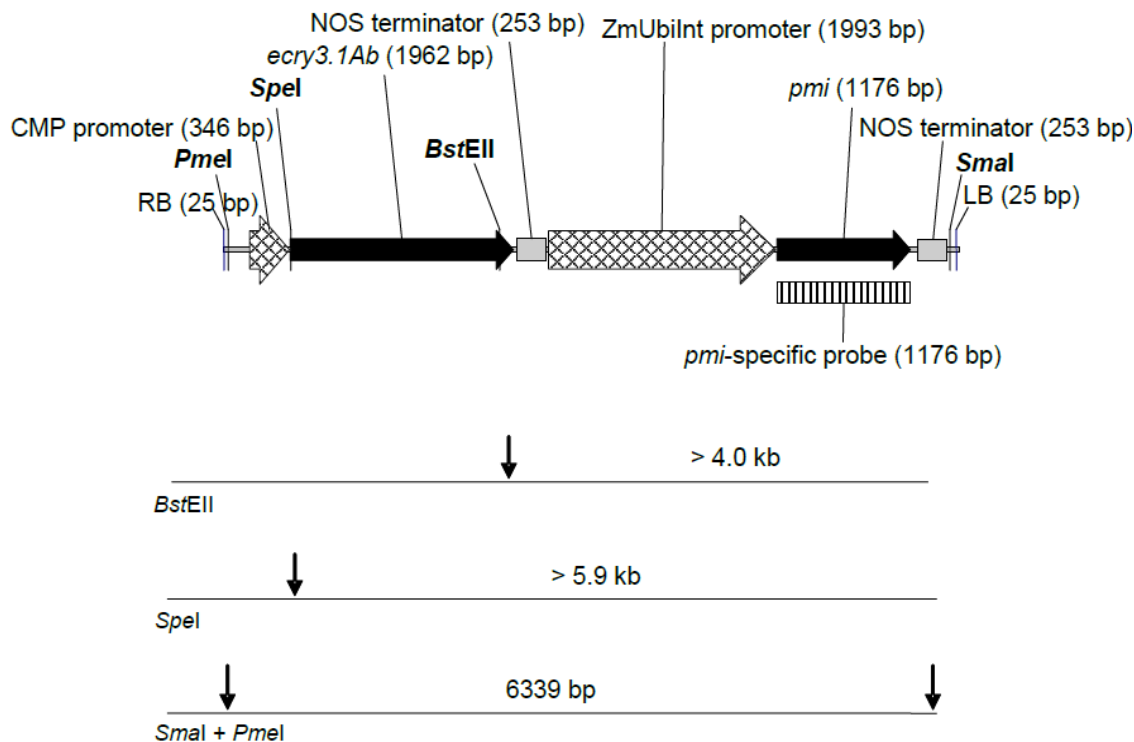 NOS terminator (253 bp)
ZmUbiInt promoter (1993 bp)
ecry3.1Ab (1962 bp)
SpeI
pmi (1176 bp)
CMP promoter (346 bp)
NOS terminator (253 bp)
PmeI
BstEII
SmaI
RB (25 bp)
LB (25 bp)
pmi-specific probe (1176 bp)
> 4.0 kb
BstEII
> 5.9 kb
SpeI
6339 bp
SmaI + PmeI